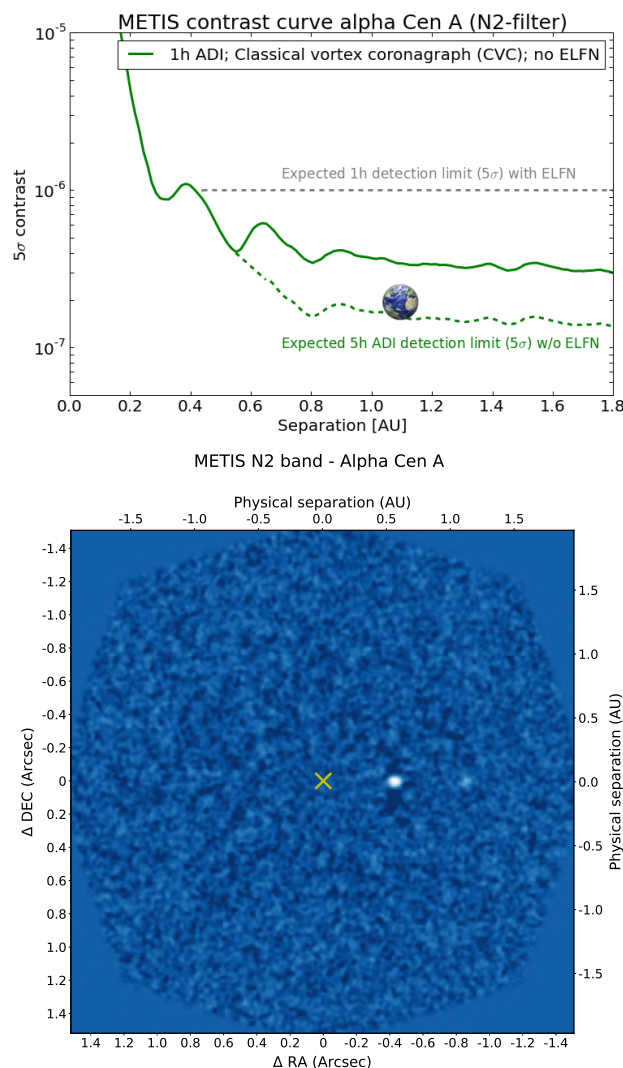 METIS contrast curve alpha Cen A (N2-filter)
10⁻⁵
1h ADI; Classical vortex coronagraph (CVC); no ELFN
Expected 1h detection limit (5σ) with ELFN
10⁻⁶
5σ contrast
Expected 5h ADI detection limit (5σ) w/o ELFN
10⁻⁷
0.0 0.2 0.4 0.6 0.8 1.0 1.2 1.4 1.6 1.8
Separation [AU]
METIS N2 band - Alpha Cen A
Physical separation (AU)
-1.5 -1.0 -0.5 0.0 0.5 1.0 1.5
-1.4
-1.2
-1.0
-0.8
-0.6
-0.4
-0.2
0
0.2
0.4
0.6
0.8
1.0
1.2
1.4
Δ DEC (Arcsec)
1.5
1.0
0.5
0.0
-0.5
-1.0
-1.5
Physical separation (AU)
1.4 1.2 1.0 0.8 0.6 0.4 0.2 0 -0.2 -0.4 -0.6 -0.8 -1.0 -1.2 -1.4
Δ RA (Arcsec)